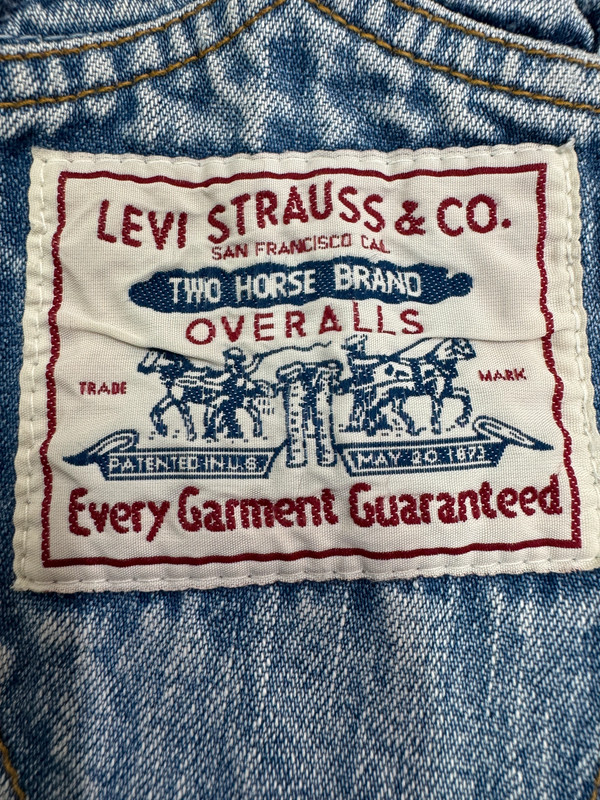 LEVI STRAUSS & CO.
SAN FRANCISCO CAL
TWO HORSE BRAND
OVERALLS
TRADE MARK
PATENTED IN U.S. MAY 20 1873
Every Garment Guaranteed